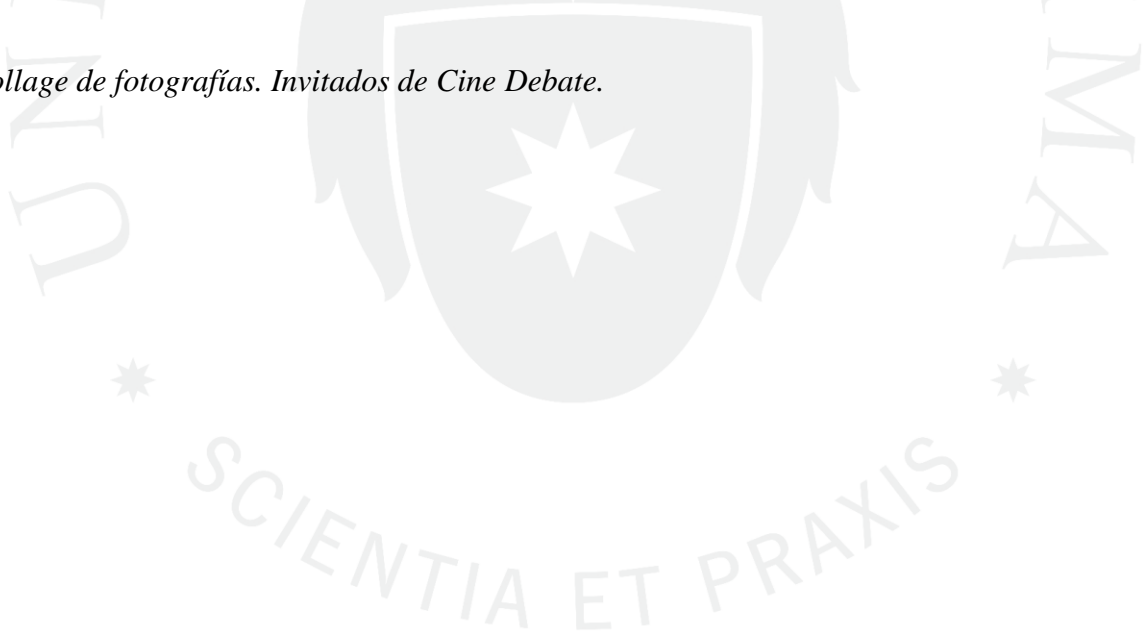 ollage de fotografías. Invitados de Cine Debate.
SCIENTIA ET PRAXIS